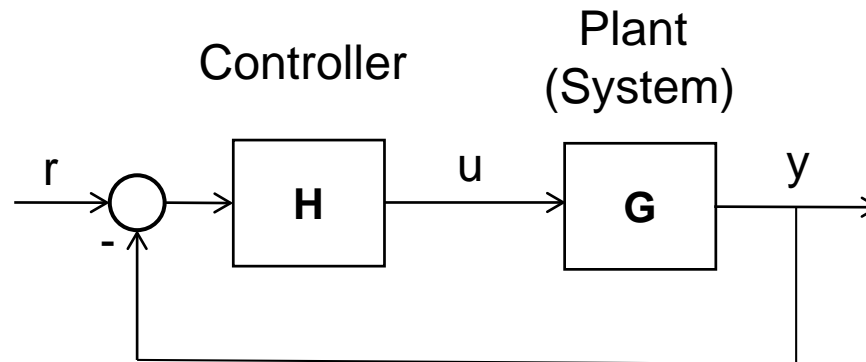 Plant
Controller
(System)
r
u
y
H
G
-